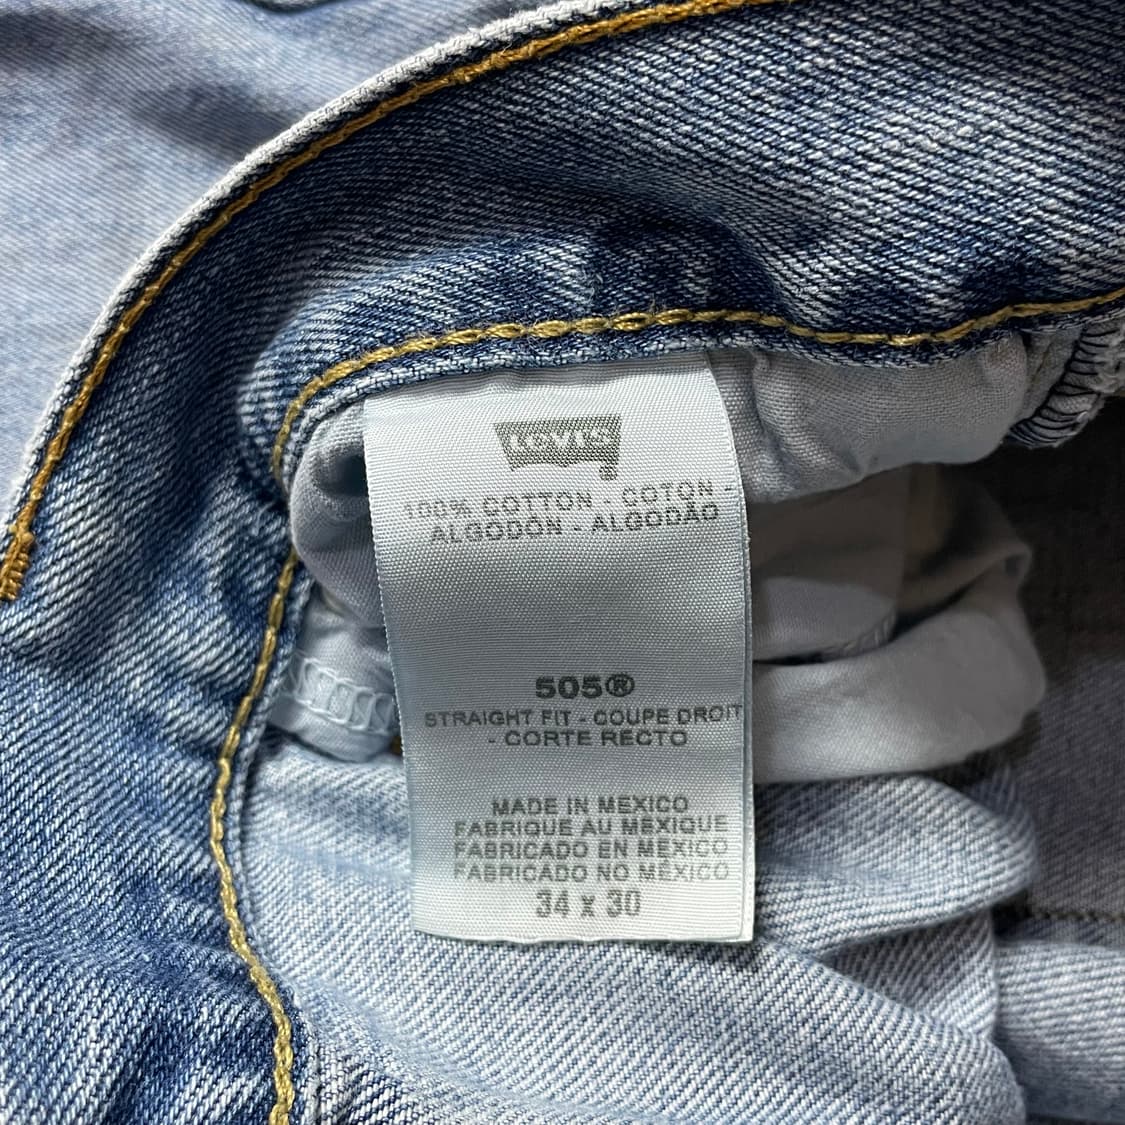 LEVI'S
100% COTTON - COTON -
ALGODÓN - ALGODÃO
505®
STRAIGHT FIT - COUPE DROIT
- CORTE RECTO
MADE IN MEXICO
FABRIQUE AU MEXIQUE
FABRICADO EN MEXICO
FABRICADO NO MÉXICO
34 x 30